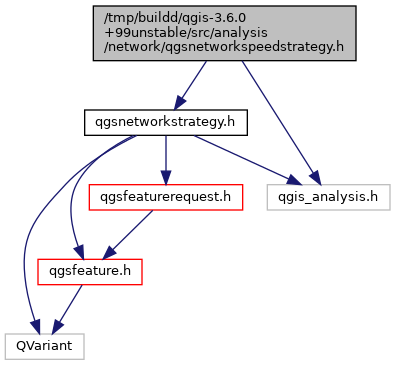 /tmp/buildd/qgis-3.6.0
+99unstable/src/analysis
/network/qgsnetworkspeedstrategy.h
qgsnetworkstrategy.h
qgsfeaturerequest.h
qgis_analysis.h
qgsfeature.h
QVariant